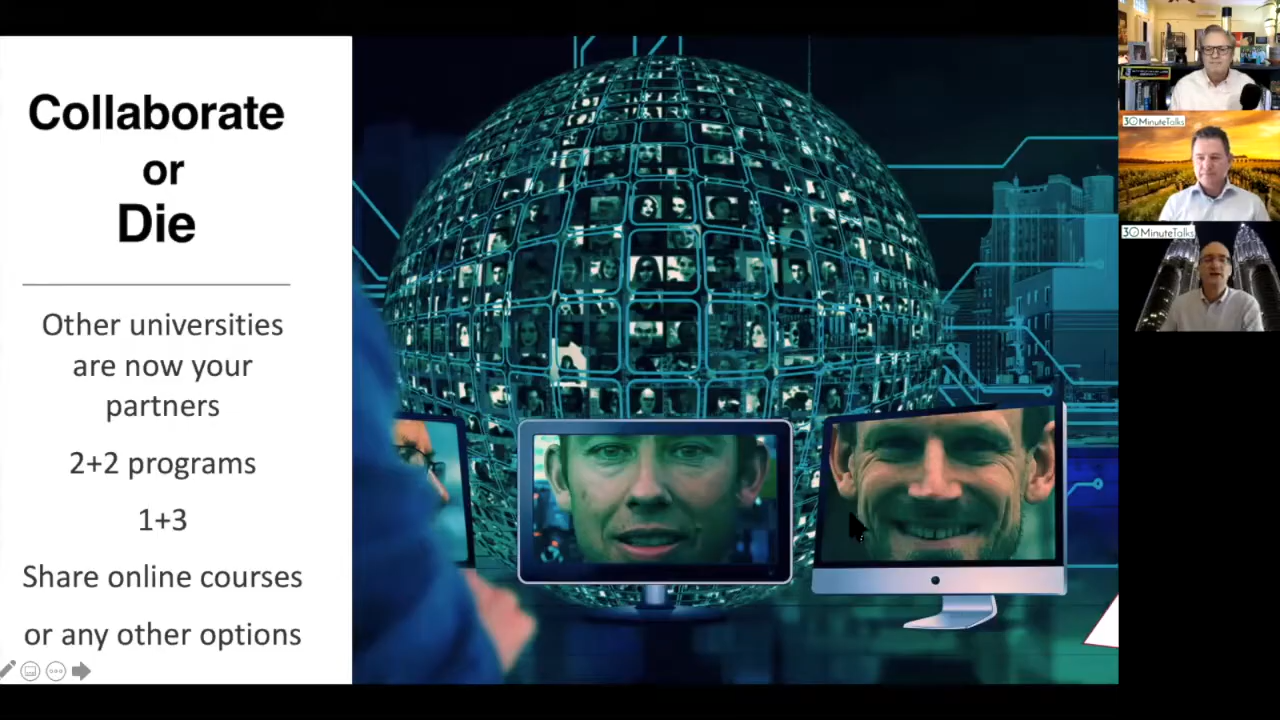 Collaborate
or
Die
Other universities
are now your
partners
2+2 programs
1+3
Share online courses
or any other options
30MinuteTalks
30MinuteTalks